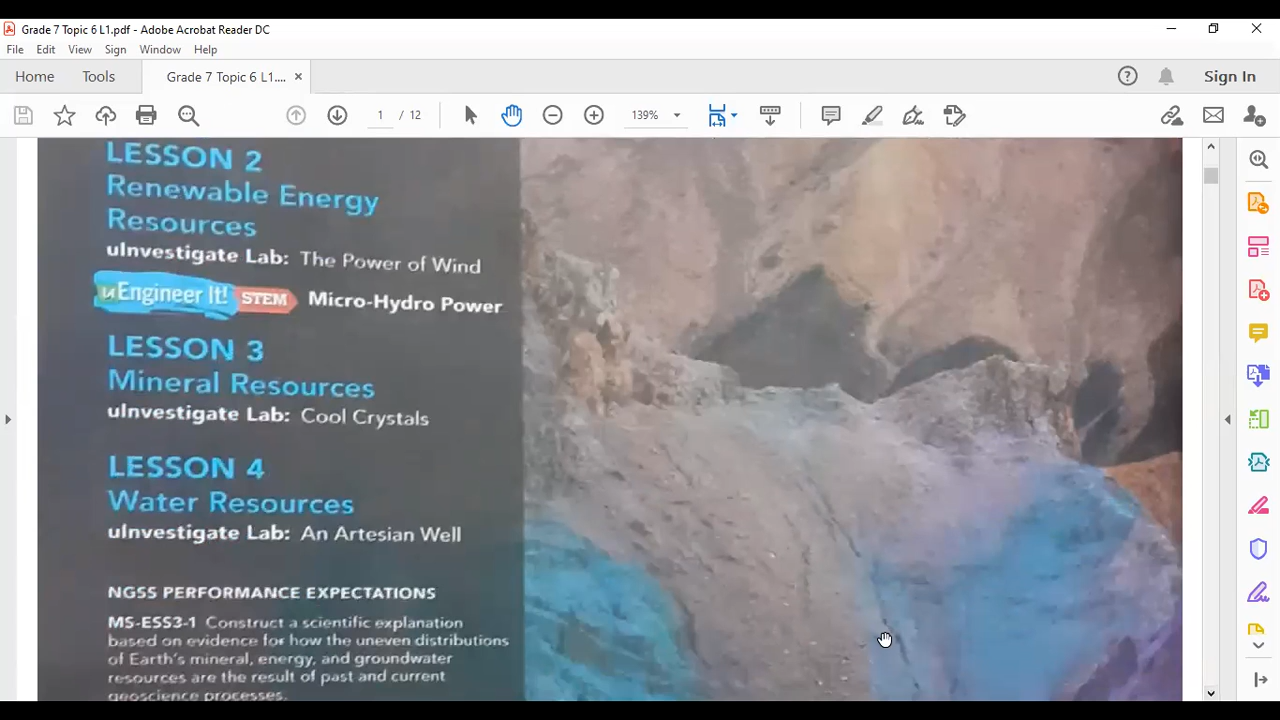 Grade 7 Topic 6 L1.pdf - Adobe Acrobat Reader DC
File Edit View Sign Window Help
Home Tools Grade 7 Topic 6 L1.... × Sign In
1 / 12 139%
LESSON 2
Renewable Energy
Resources
uInvestigate Lab: The Power of Wind
uEngineer It! STEM Micro-Hydro Power
LESSON 3
Mineral Resources
uInvestigate Lab: Cool Crystals
LESSON 4
Water Resources
uInvestigate Lab: An Artesian Well
NGSS PERFORMANCE EXPECTATIONS
MS-ESS3-1 Construct a scientific explanation
based on evidence for how the uneven distributions
of Earth's mineral, energy, and groundwater
resources are the result of past and current
geoscience processes.